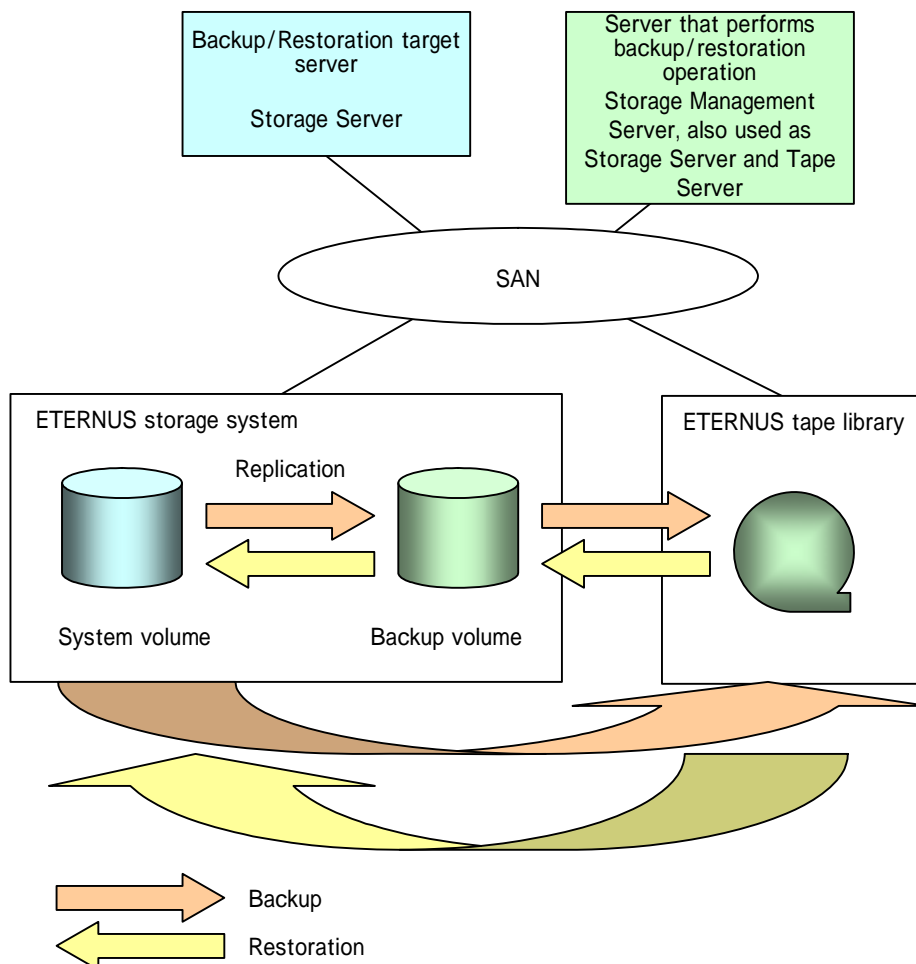 Backup/Restoration target
server
Storage Server
Server that performs
backup/restoration
operation
Storage Management
Server, also used as
Storage Server and Tape
Server
SAN
ETERNUS storage system
ETERNUS tape library
Replication
System volume
Backup volume
Backup
Restoration